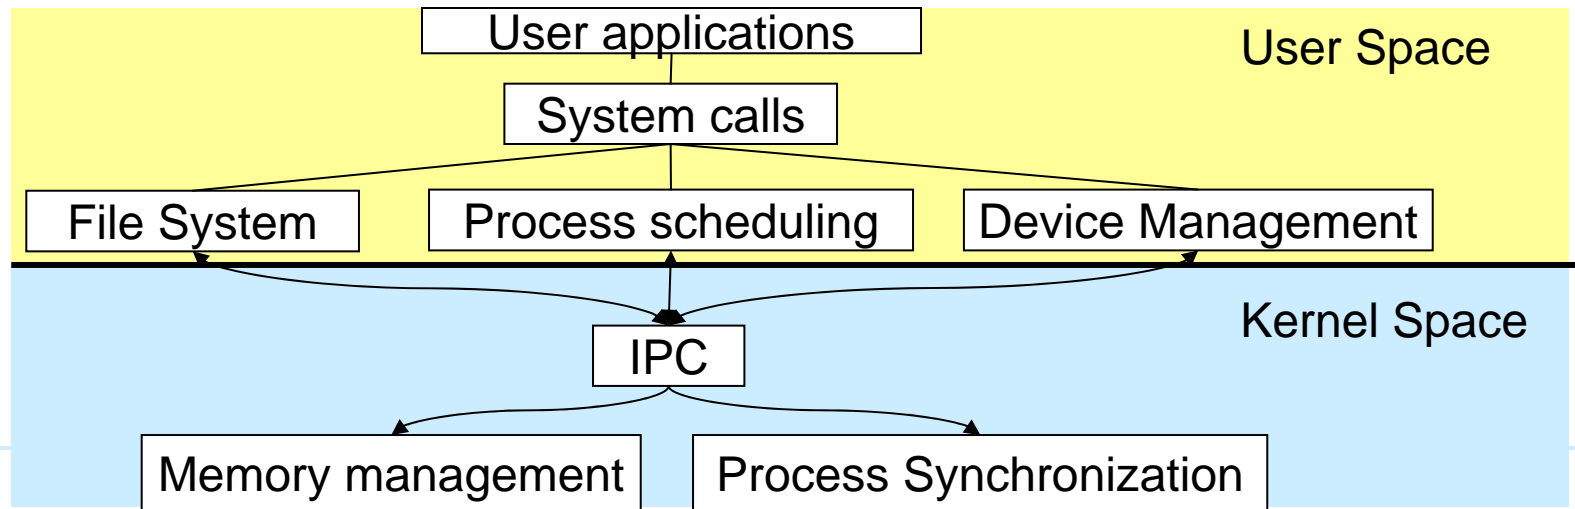 User applications
User Space
System calls
File System
Process scheduling
Device Management
Kernel Space
IPC
Memory management
Process Synchronization